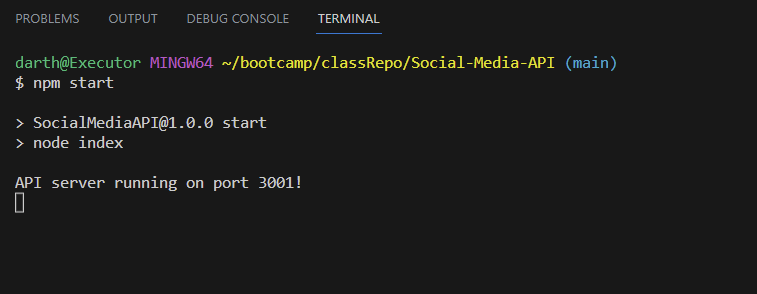 PROBLEMS OUTPUT DEBUG CONSOLE TERMINAL
darth@Executor MINGW64 ~/bootcamp/classRepo/Social-Media-API (main)
$ npm start
> SocialMediaAPI@1.0.0 start
> node index
API server running on port 3001!